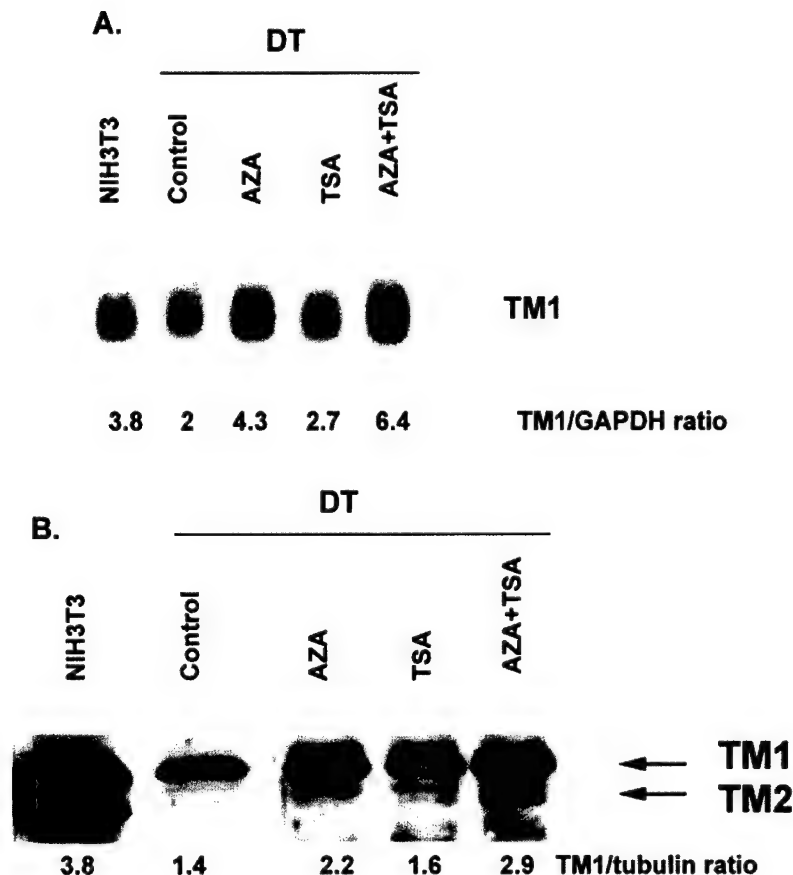 A.
DT
NIH3T3 Control AZA TSA AZA+TSA
TM1
3.8 2 4.3 2.7 6.4 TM1/GAPDH ratio
DT
B.
NIH3T3 Control AZA TSA AZA+TSA
TM1
TM2
3.8 1.4 2.2 1.6 2.9 TM1/tubulin ratio